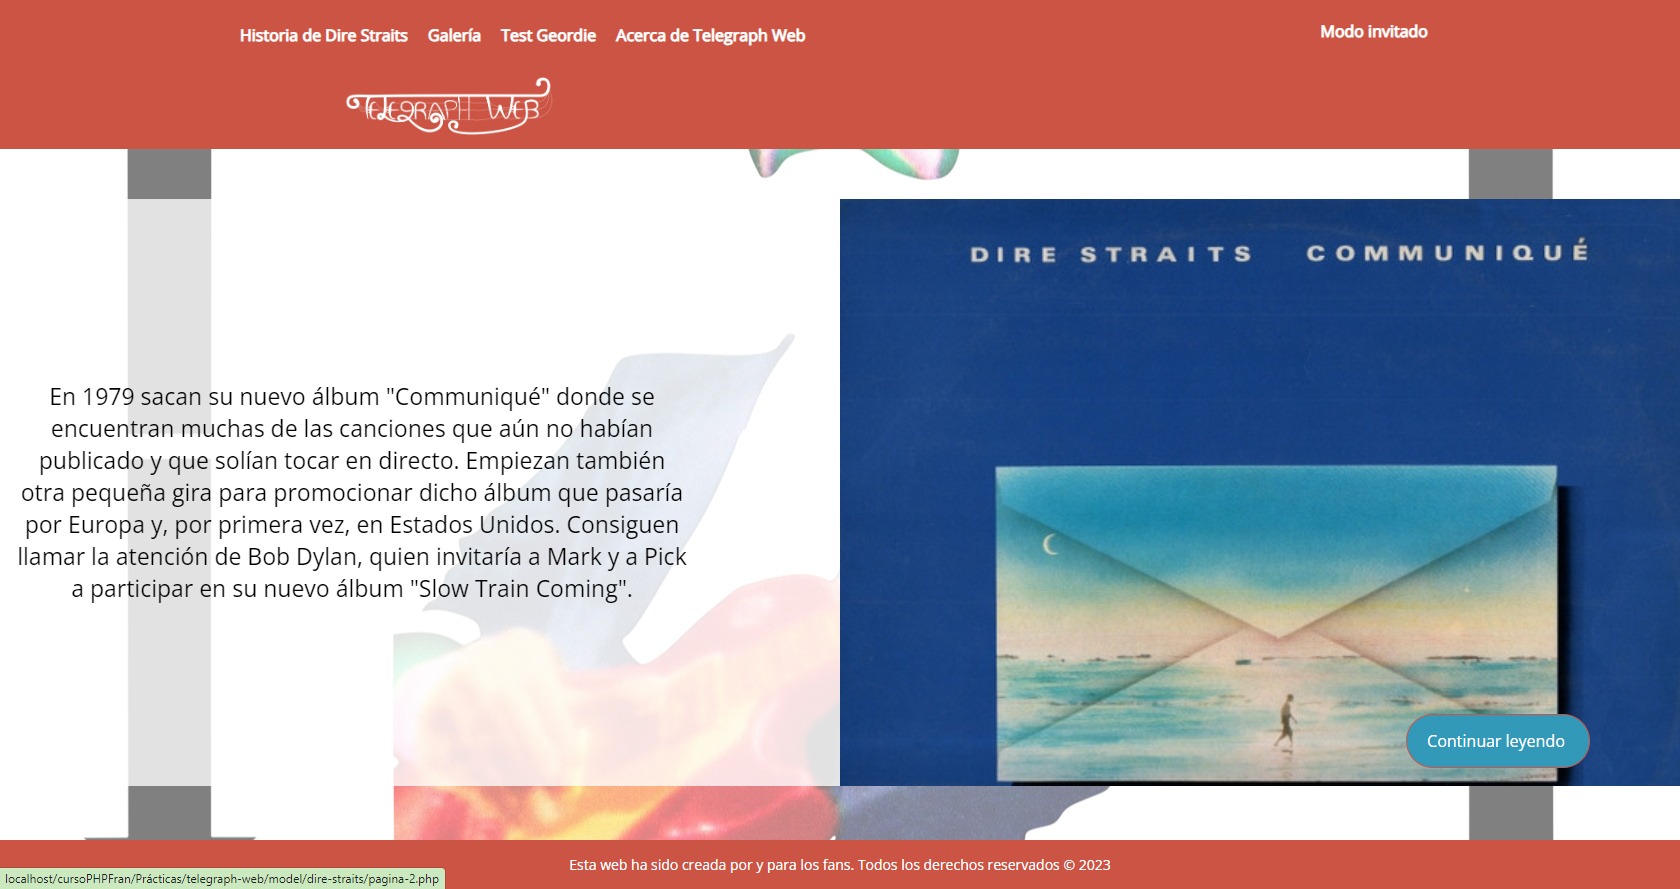 Historia de Dire Straits Galería Test Geordie Acerca de Telegraph Web
Modo invitado
TELEGRAPH WEB
DIRE STRAITS COMMUNIQUÉ
En 1979 sacan su nuevo álbum "Communiqué" donde se
encuentran muchas de las canciones que aún no habían
publicado y que solían tocar en directo. Empiezan también
otra pequeña gira para promocionar dicho álbum que pasaría
por Europa y, por primera vez, en Estados Unidos. Consiguen
llamar la atención de Bob Dylan, quien invitaría a Mark y a Pick
a participar en su nuevo álbum "Slow Train Coming".
Continuar leyendo
Esta web ha sido creada por y para los fans. Todos los derechos reservados © 2023
localhost/cursoPHPFran/Prácticas/telegraph-web/model/dire-straits/pagina-2.php